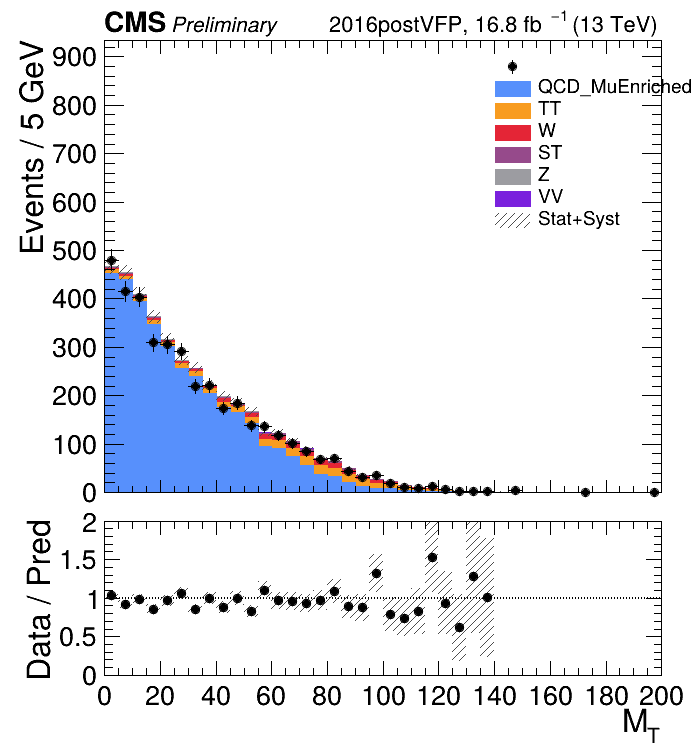 CMS Preliminary 2016postVFP, 16.8 fb⁻¹ (13 TeV)
Events / 5 GeV
900
800
700
600
500
400
300
200
100
0
QCD_MuEnriched
TT
W
ST
Z
VV
Stat+Syst
Data / Pred
2
1.5
1
0.5
0
0 20 40 60 80 100 120 140 160 180 200
M_T